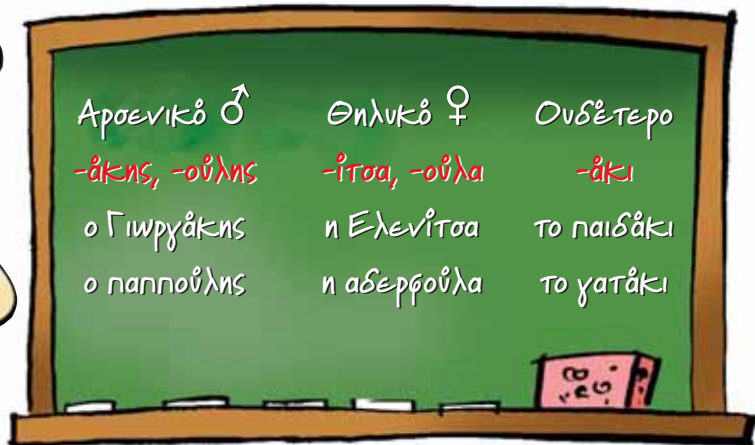 Αρσενικό ♂ Θηλυκό ♀ Ουδέτερο
-άκης, -ούλης -ίτσα, -ούλα -άκι
ο Γιωργάκης η Ελενίτσα το παιδάκι
ο παππούλης η αδερφούλα το γατάκι